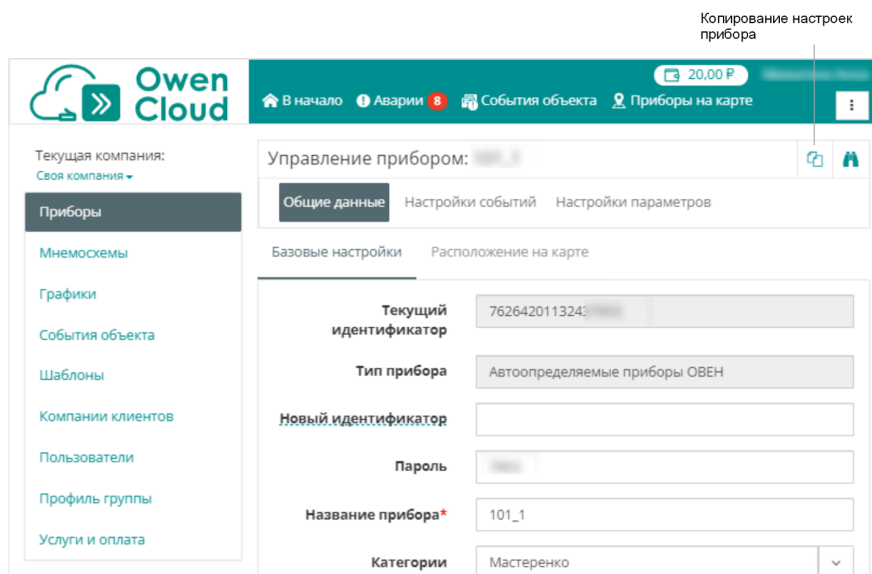 Копирование настроек
прибора
Owen
Cloud
20,00 ₽
В начало
Аварии 8
События объекта
Приборы на карте
Текущая компания:
Своя компания
Приборы
Мнемосхемы
Графики
События объекта
Шаблоны
Компании клиентов
Пользователи
Профиль группы
Услуги и оплата
Управление прибором:
Общие данные
Настройки событий
Настройки параметров
Базовые настройки
Расположение на карте
Текущий
идентификатор
7626420113243
Тип прибора
Автоопределяемые приборы ОВЕН
Новый идентификатор
Пароль
Название прибора*
101_1
Категории
Мастеренко